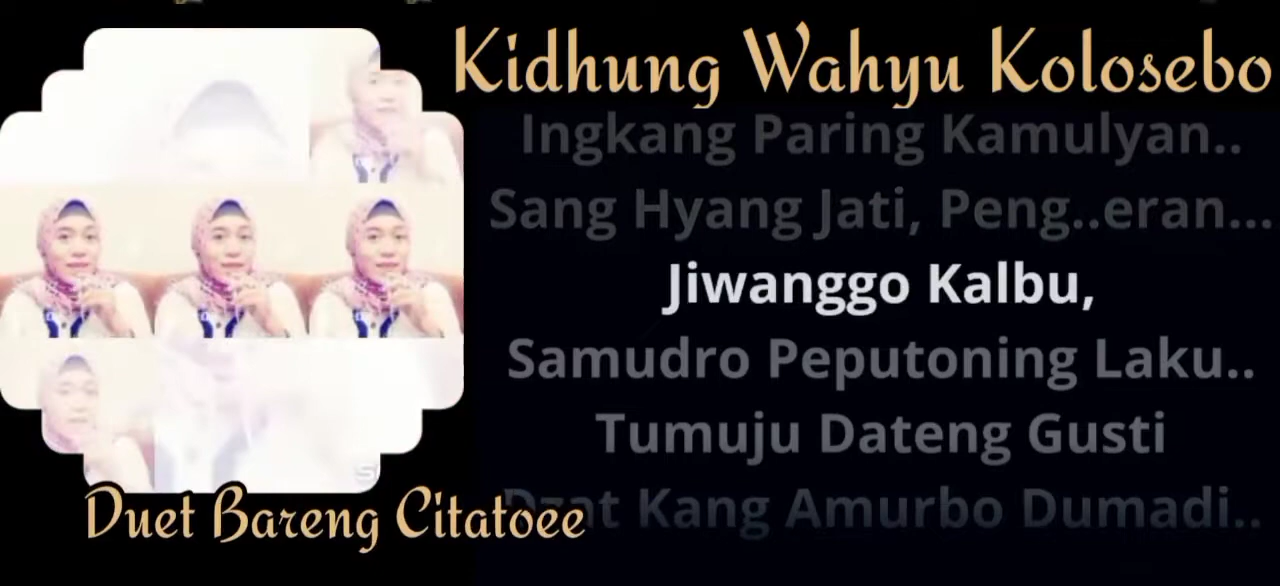 Kidhung Wahyu Kolosebo
Ingkang Paring Kamulyan..
Sang Hyang Jati, Peng..eran...
Jiwanggo Kalbu,
Samudro Peputoning Laku..
Tumuju Dateng Gusti
Dzat Kang Amurbo Dumadi..
Duet Bareng Citatoee